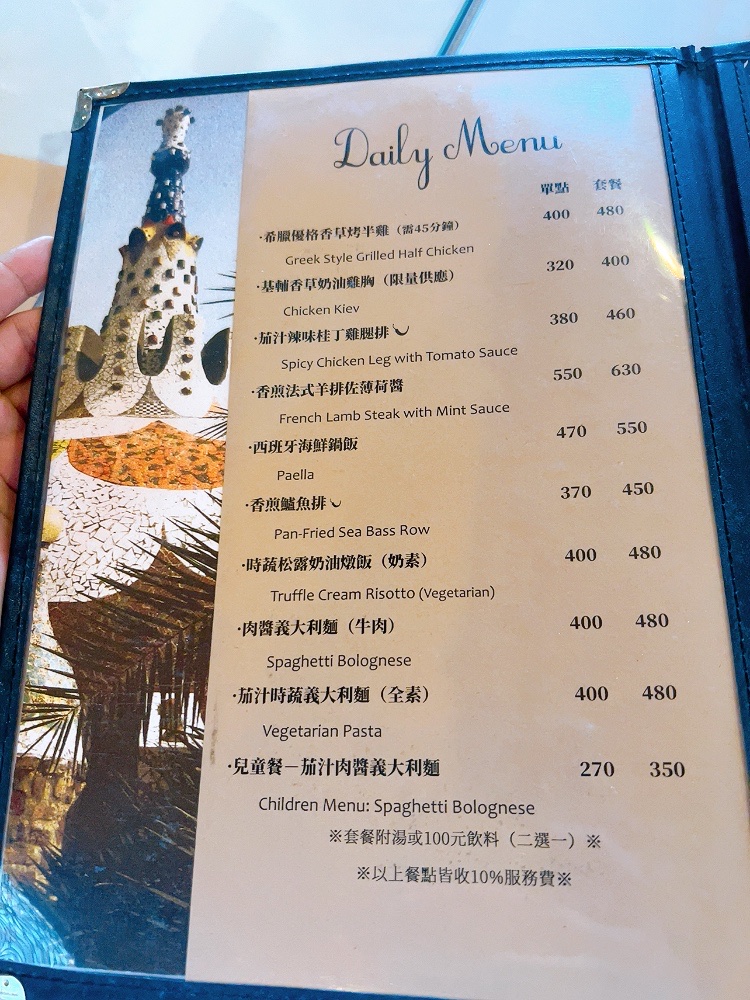 Daily Menu
單點 套餐
·希臘優格香草烤半雞（需45分鐘） 400 480
Greek Style Grilled Half Chicken
·基輔香草奶油雞胸（限量供應） 320 400
Chicken Kiev
·茄汁辣味桂丁雞腿排 380 460
Spicy Chicken Leg with Tomato Sauce
·香煎法式羊排佐薄荷醬 550 630
French Lamb Steak with Mint Sauce
·西班牙海鮮鍋飯 470 550
Paella
·香煎鱸魚排 370 450
Pan-Fried Sea Bass Row
·時蔬松露奶油燉飯（奶素） 400 480
Truffle Cream Risotto (Vegetarian)
·肉醬義大利麵（牛肉） 400 480
Spaghetti Bolognese
·茄汁時蔬義大利麵（全素） 400 480
Vegetarian Pasta
·兒童餐－茄汁肉醬義大利麵 270 350
Children Menu: Spaghetti Bolognese
※套餐附湯或100元飲料（二選一）※
※以上餐點皆收10%服務費※